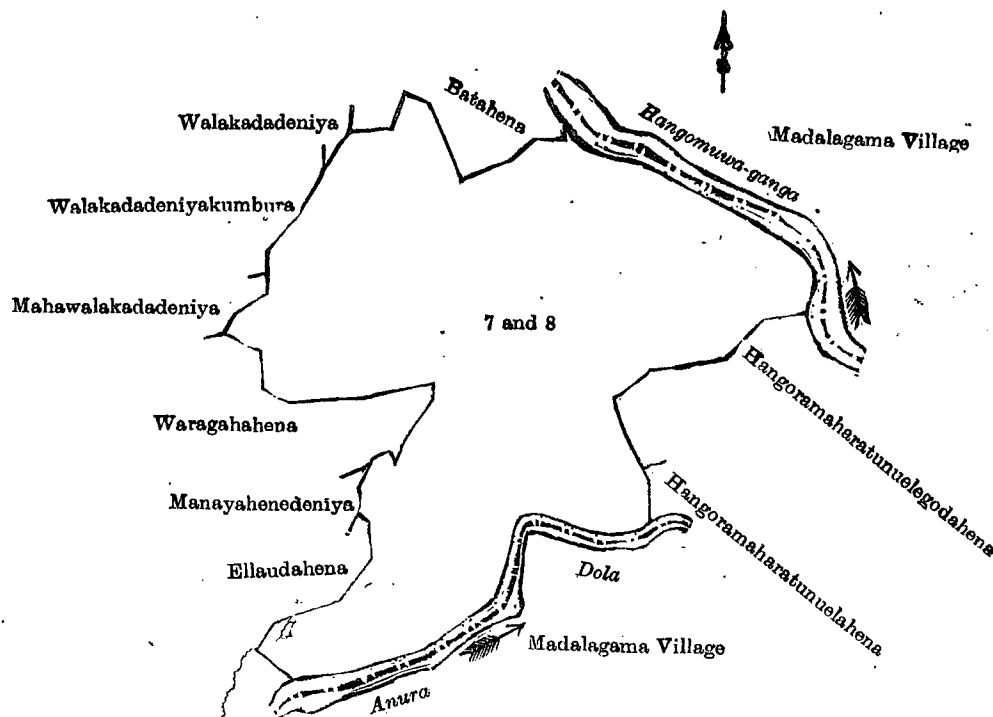 Batahena
Hangomuwa-ganga
Walakadadeniya
Madalagama Village
Walakadadeniyakumbura
Mahawalakadadeniya
7 and 8
Hangoramaharatunuelegodahena
Waragahahena
Manayahenedeniya
Hangoramaharatunuelahena
Ellaudahena
Dola
Madalagama Village
Anura